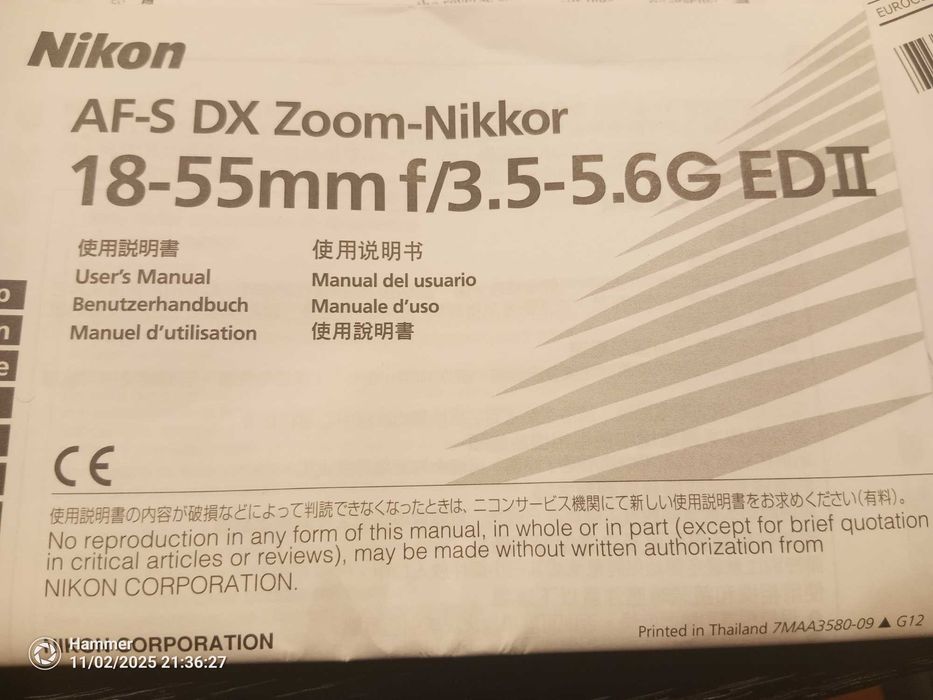 Nikon
EUROC
AF-S DX Zoom-Nikkor
18-55mm f/3.5-5.6G ED II
使用説明書
User's Manual
Benutzerhandbuch
Manuel d'utilisation
使用说明书
Manual del usuario
Manuale d'uso
使用說明書
CE
使用説明書の内容が破損などによって判読できなくなったときは、ニコンサービス機関にて新しい使用説明書をお求めください(有料)。
No reproduction in any form of this manual, in whole or in part (except for brief quotation
in critical articles or reviews), may be made without written authorization from
NIKON CORPORATION.
NIKON CORPORATION
Printed in Thailand 7MAA3580-09 ▲ G12
Hammer
11/02/2025 21:36:27